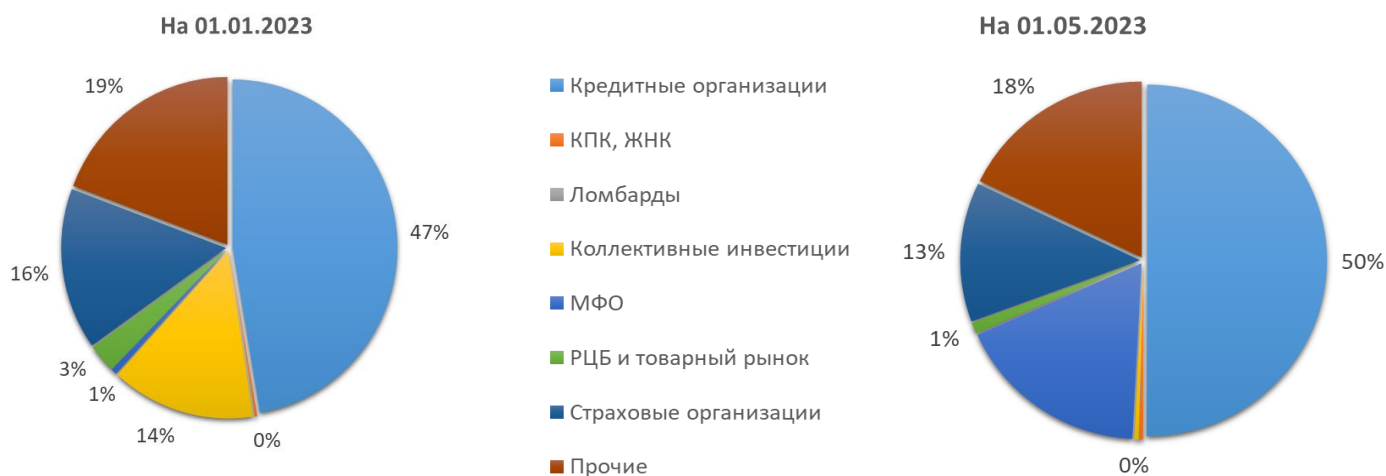 На 01.01.2023
19%
47%
16%
3%
1%
14%
0%
Кредитные организации
КПК, ЖНК
Ломбарды
Коллективные инвестиции
МФО
РЦБ и товарный рынок
Страховые организации
Прочие
На 01.05.2023
18%
13%
50%
1%
0%